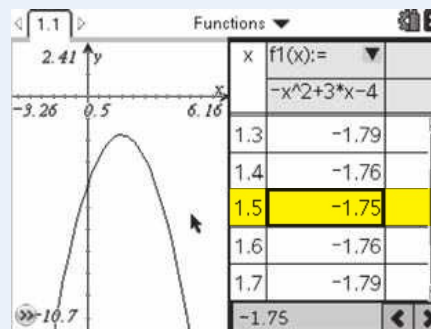 1.1 Functions
2.41 y
x
-9.26 0.5 6.16
-10.7
x f1(x):=
-x^2+3*x-4
1.3 -1.79
1.4 -1.76
1.5 -1.75
1.6 -1.76
1.7 -1.79
-1.75